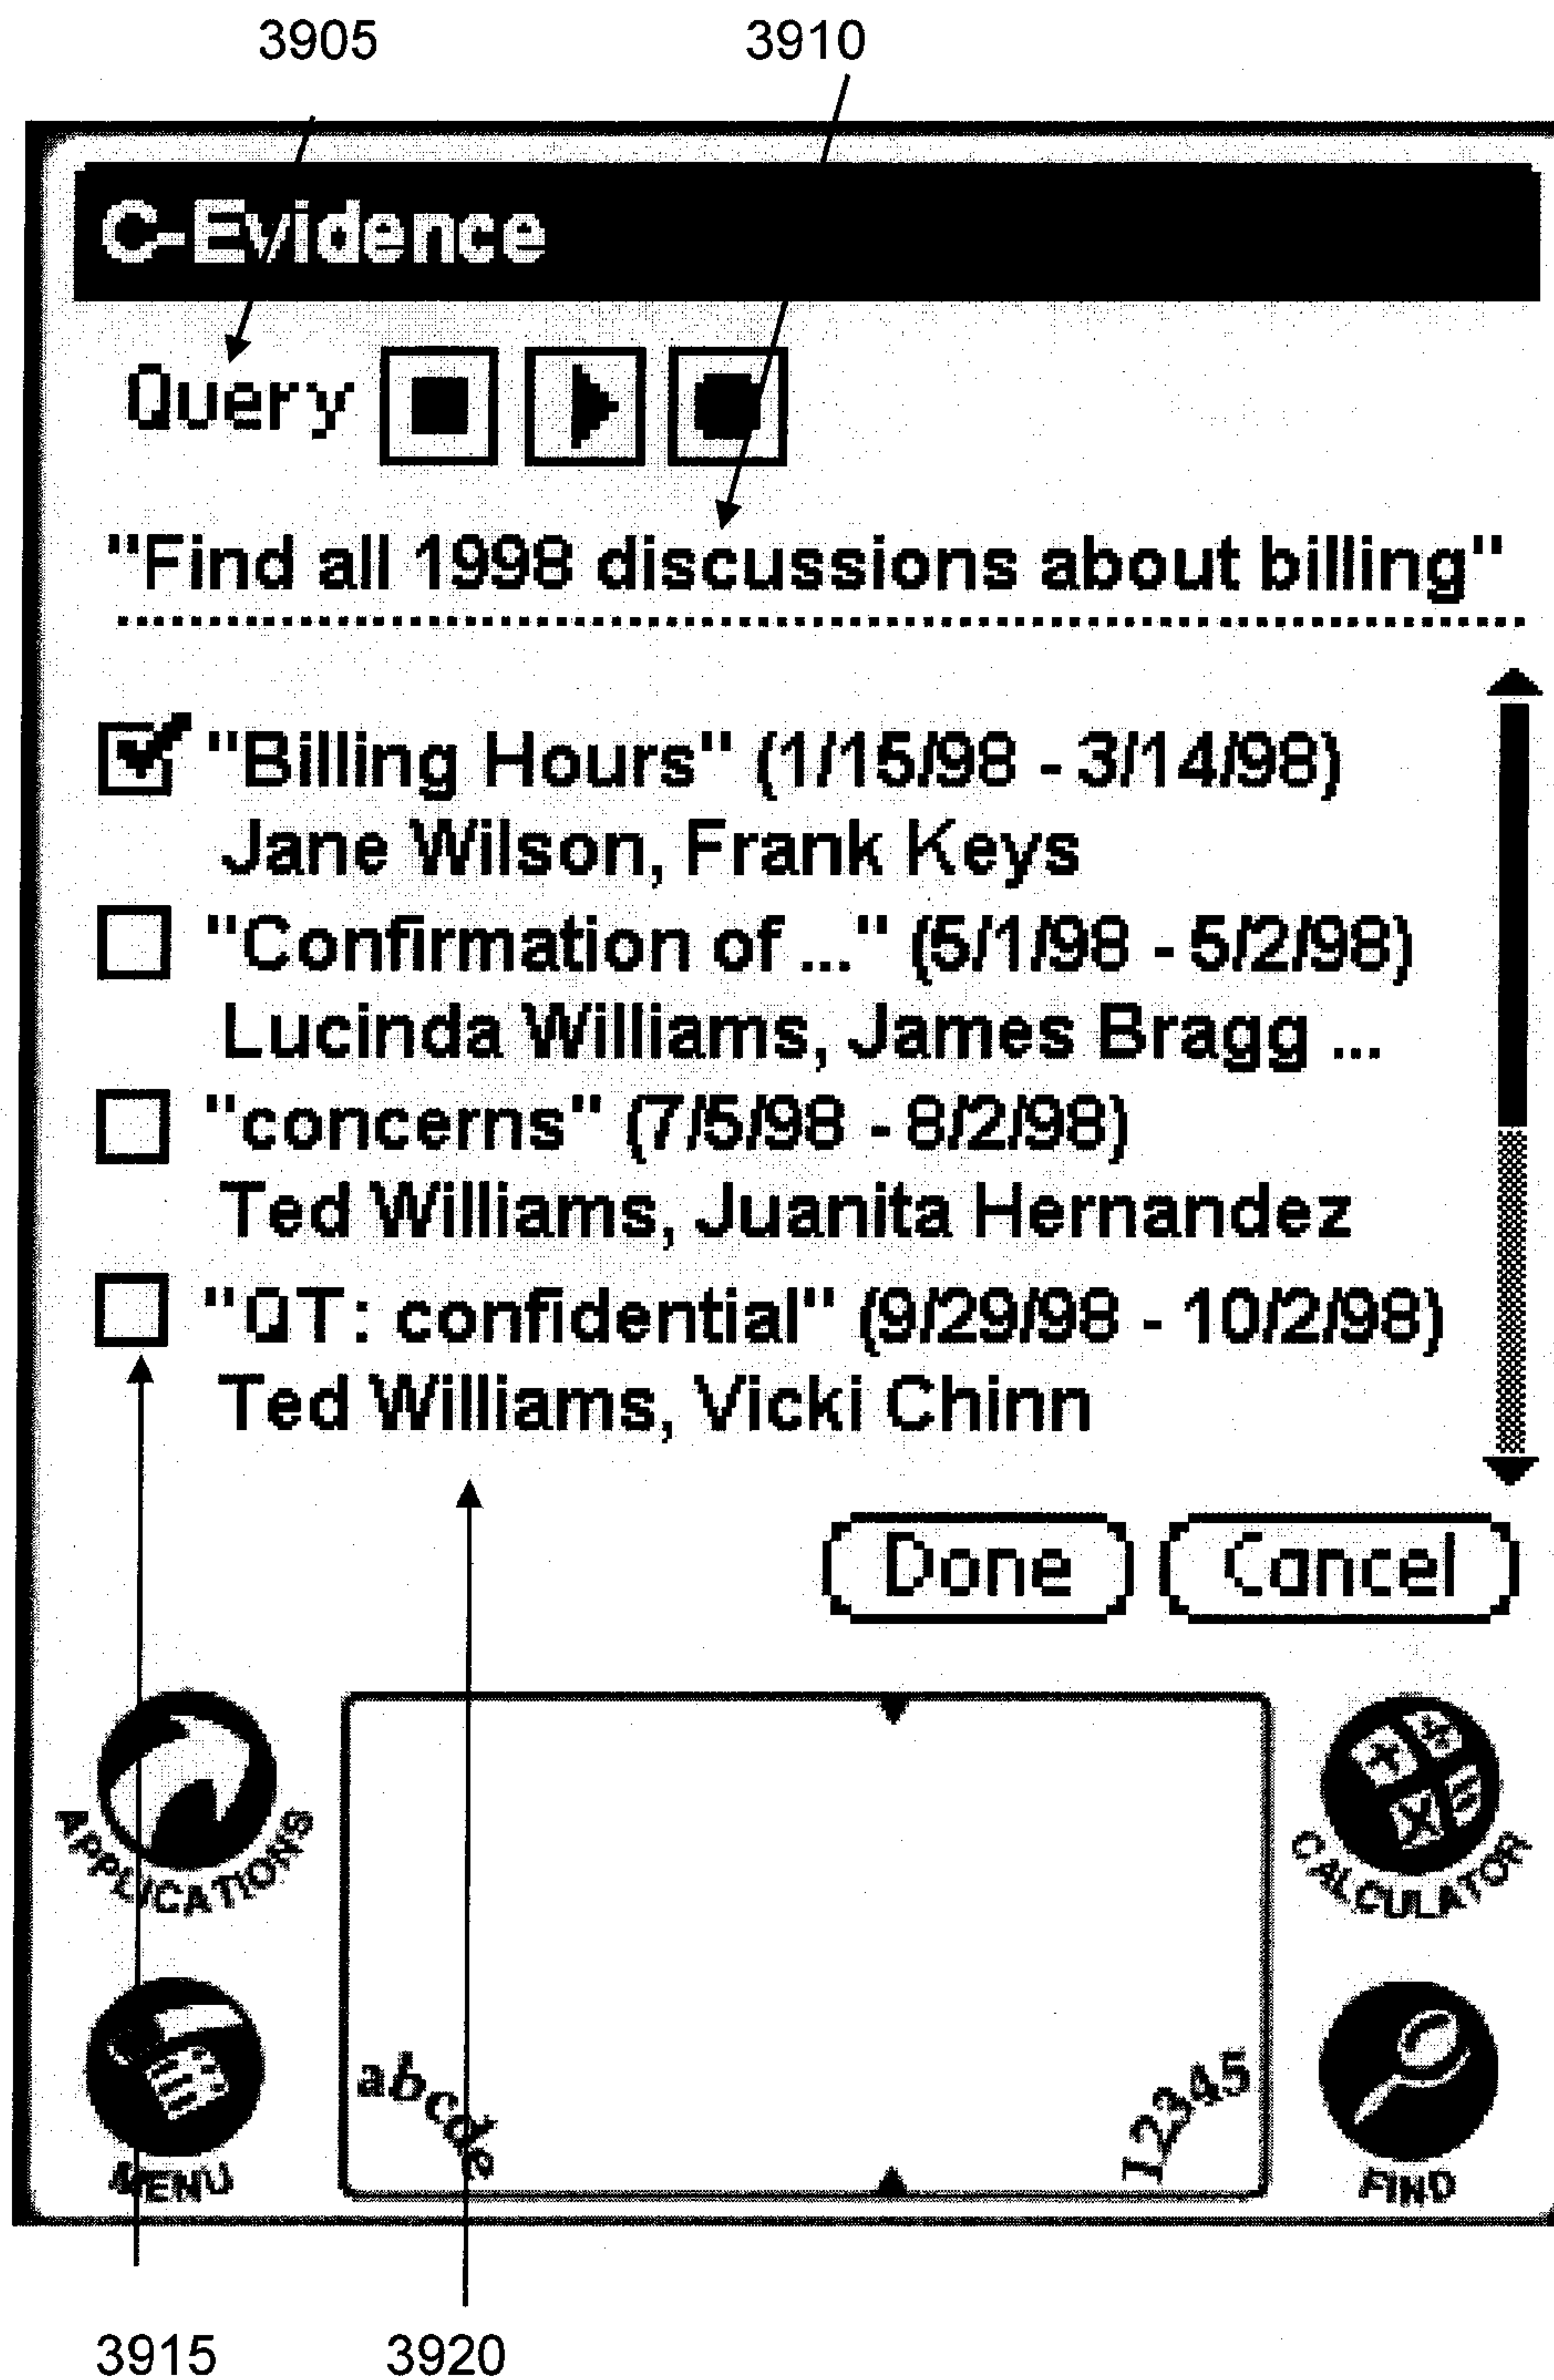 3905 3910
C-Evidence
Query
"Find all 1998 discussions about billing"
"Billing Hours" (1/15/98 - 3/14/98)
Jane Wilson, Frank Keys
"Confirmation of ..." (5/1/98 - 5/2/98)
Lucinda Williams, James Bragg ...
"concerns" (7/5/98 - 8/2/98)
Ted Williams, Juanita Hernandez
"QT: confidential" (9/29/98 - 10/2/98)
Ted Williams, Vicki Chinn
Done Cancel
APPLICATIONS CALCULATOR
abcde 12345
MENU FIND
3915 3920